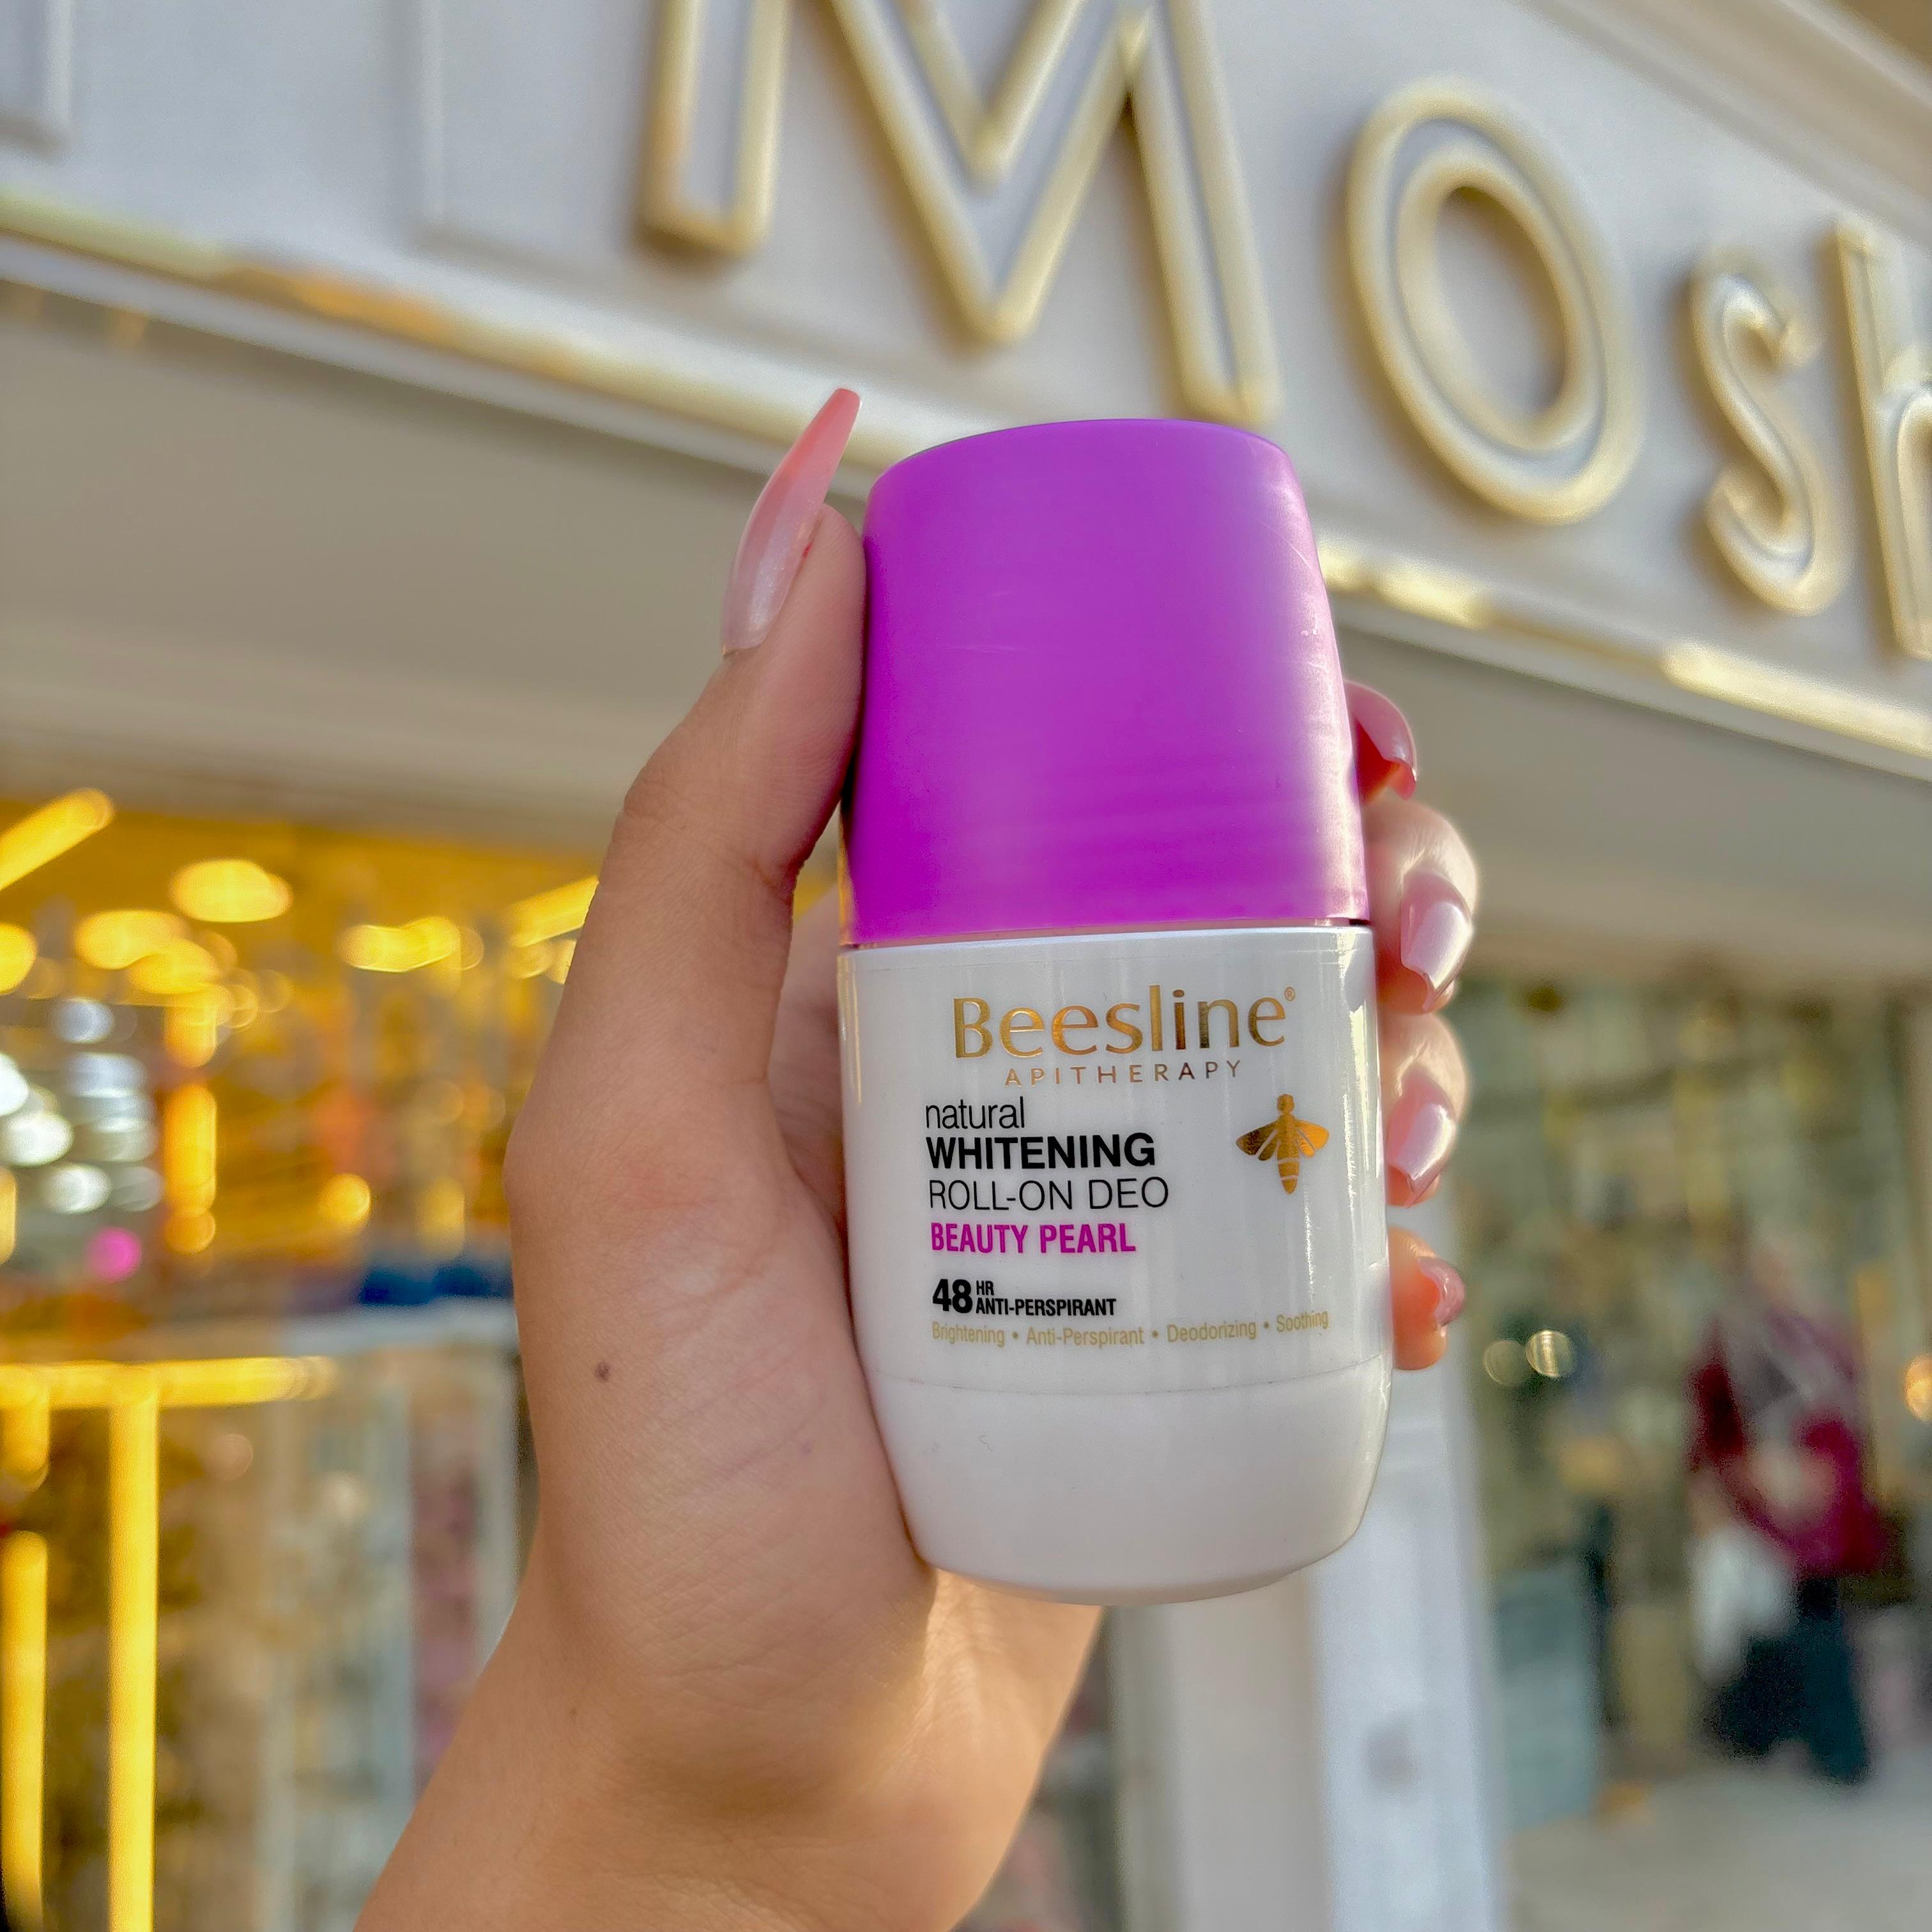 Mosh
Beesline®
APITHERAPY
natural
WHITENING
ROLL-ON DEO
BEAUTY PEARL
48 HR
ANTI-PERSPIRANT
Brightening • Anti-Perspirant • Deodorizing • Soothing